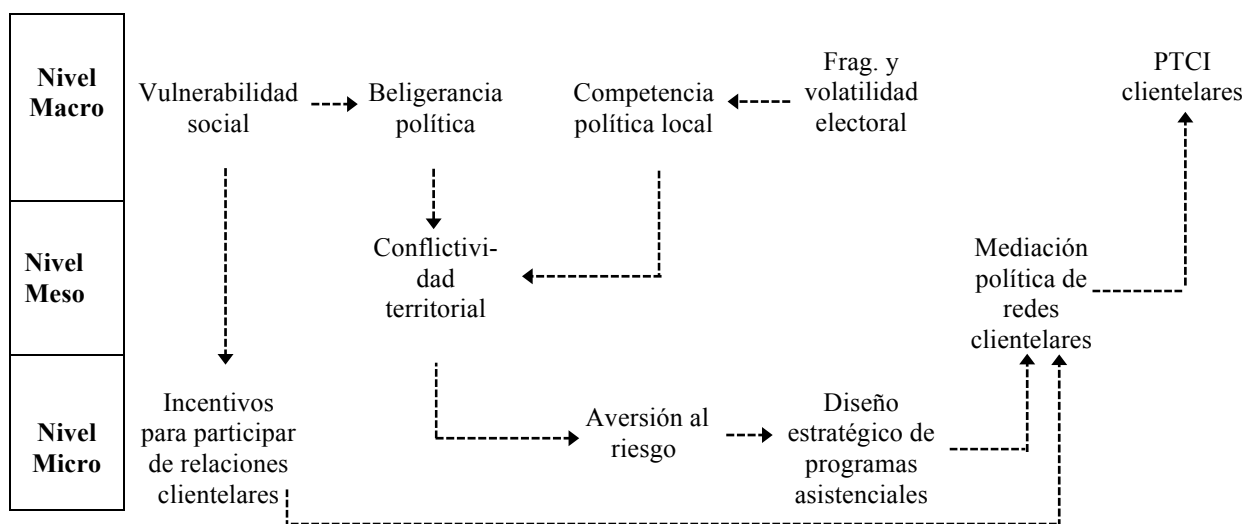 Nivel
Macro
Vulnerabilidad
social
Beligerancia
política
Competencia
política local
Frag. y
volatilidad
electoral
PTCI
clientelares
Nivel
Meso
Conflictivi-
dad
territorial
Mediación
política de
redes
clientelares
Nivel
Micro
Incentivos
para participar
de relaciones
clientelares
Aversión al
riesgo
Diseño
estratégico de
programas
asistenciales